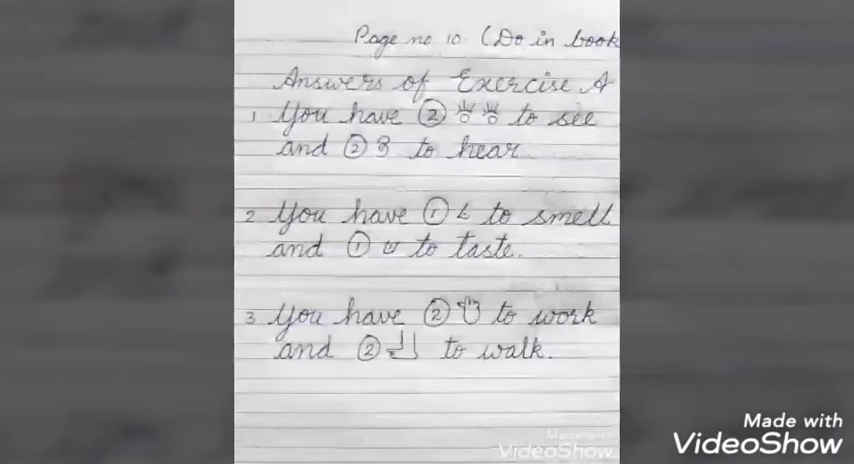 Page no 10 (Do in book
Answers of Exercise A
1 You have ② to see
and ② to hear
2 You have ① to smell
and ① to taste.
3 You have ② to work
and ② to walk.
Made with
VideoShow
Made with
VideoShow